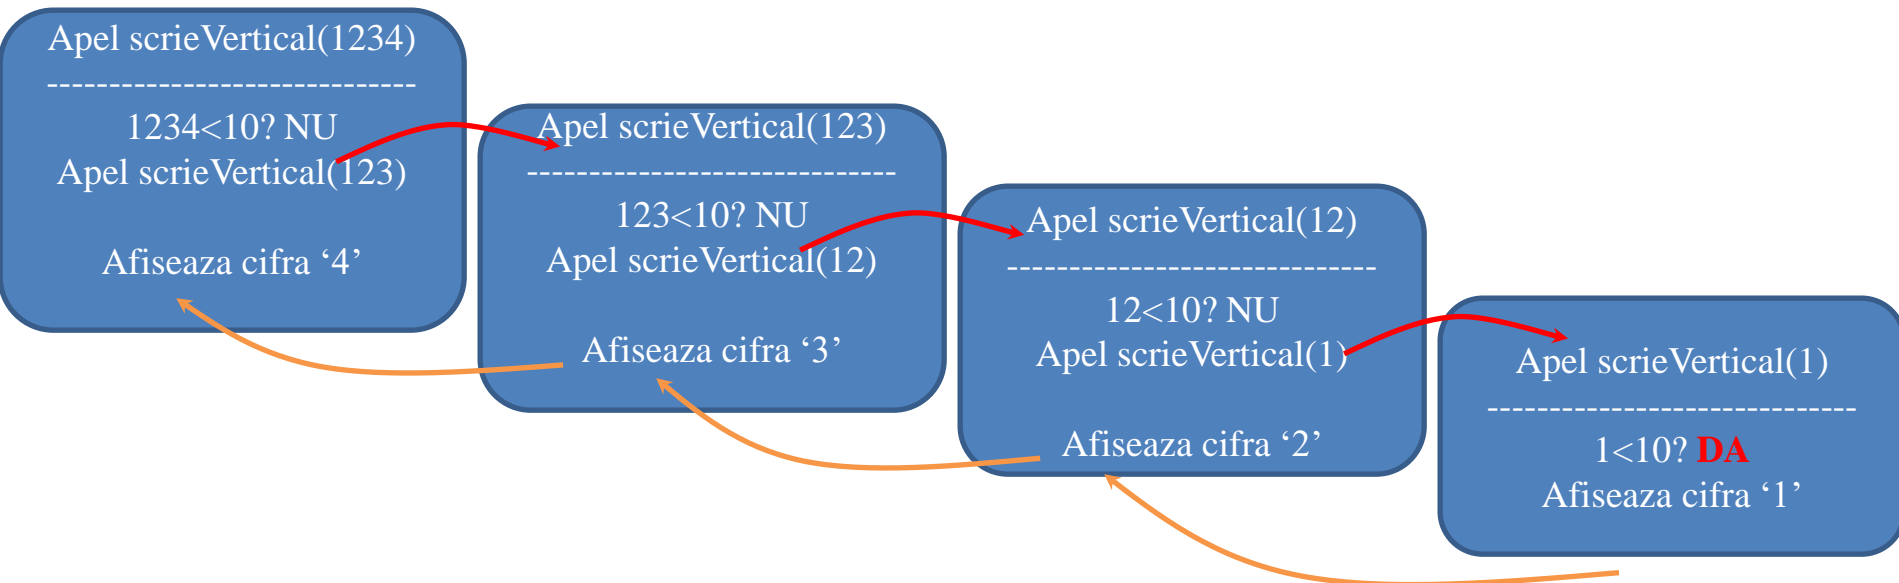 Apel scrieVertical(1234)
------------------------------
1234<10? NU
Apel scrieVertical(123)
Afiseaza cifra ‘4’
Apel scrieVertical(123)
------------------------------
123<10? NU
Apel scrieVertical(12)
Afiseaza cifra ‘3’
Apel scrieVertical(12)
------------------------------
12<10? NU
Apel scrieVertical(1)
Afiseaza cifra ‘2’
Apel scrieVertical(1)
------------------------------
1<10? DA
Afiseaza cifra ‘1’